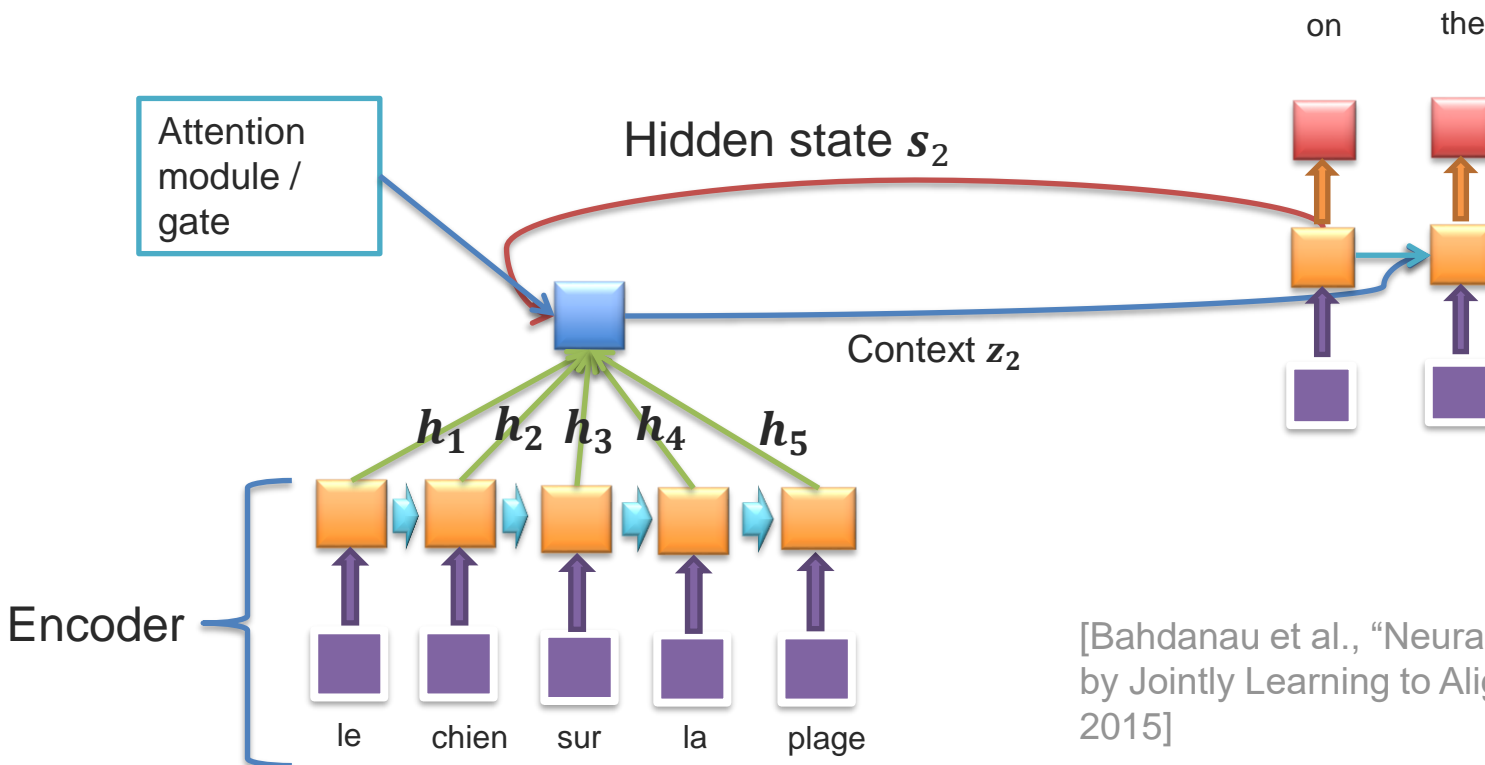 on the
Attention
module /
gate
Hidden state s₂
Context z₂
h₁ h₂ h₃ h₄ h₅
Encoder
le chien sur la plage
[Bahdanau et al., “Neura
by Jointly Learning to Alig
2015]